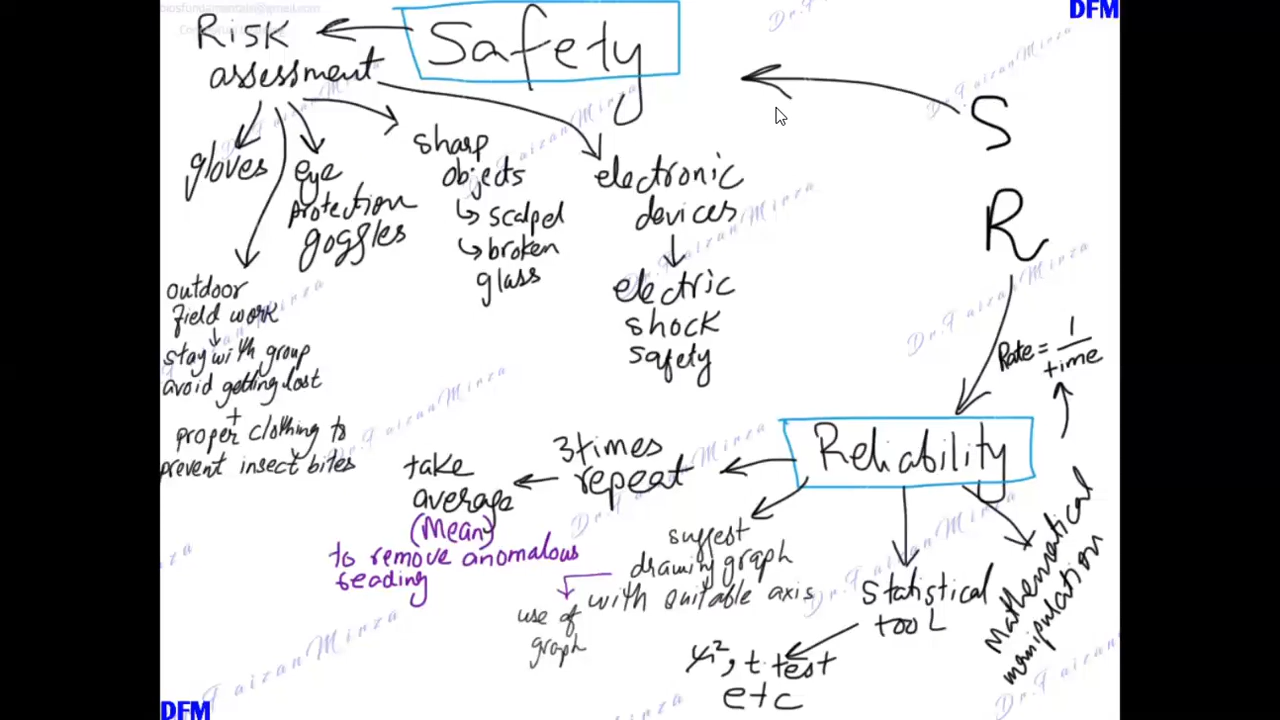 DFM
Safety
Risk
assessment
gloves
eye
protection
goggles
sharp
objects
↳ scalpel
↳ broken
glass
electronic
devices
electric
shock
safety
outdoor
field work
stay with group
avoid getting lost
+
proper clothing to
prevent insect bites
S
R
Rate = 1/time
Reliability
3 times
repeat
take
average
(Mean)
to remove anomalous
reading
suggest
drawing graph
with suitable axis
use of
graph
statistical
tool
t.test
etc
Mathematical
manipulation
DFM
Dr.Faizan Mirza